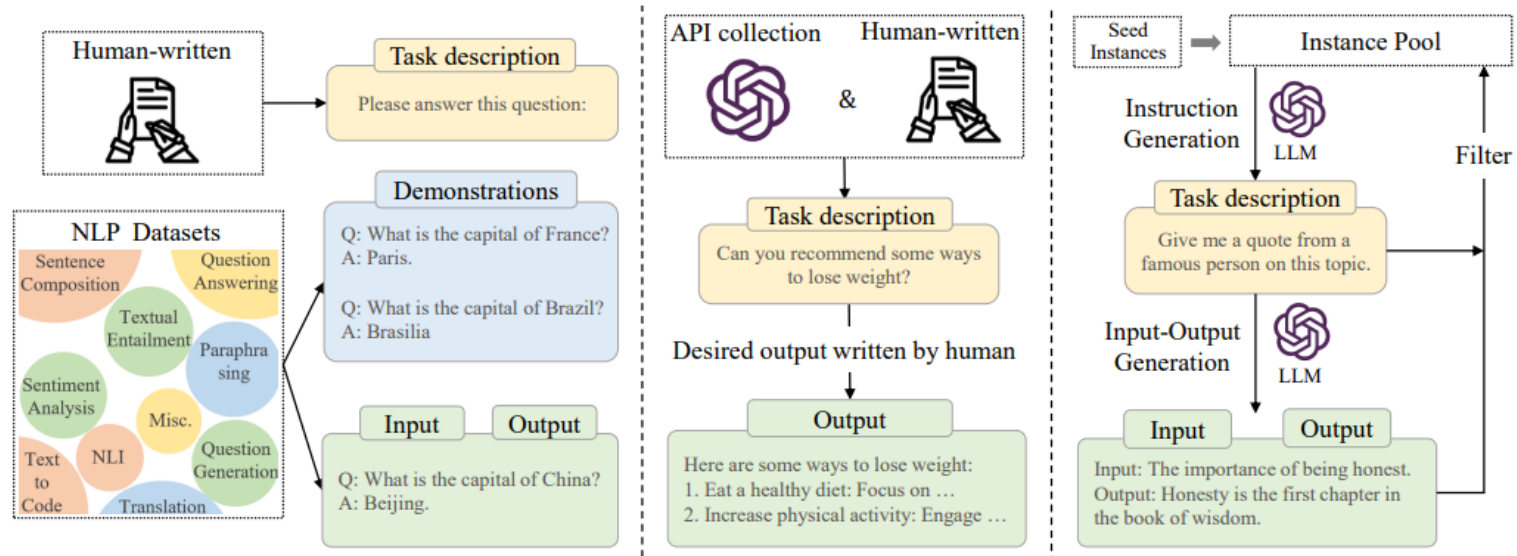 Human-written
Task description
Please answer this question:
NLP Datasets
Sentence
Composition
Question
Answering
Textual
Entailment
Paraphra
sing
Sentiment
Analysis
Misc.
NLI
Question
Generation
Text
to
Code
Translation
Demonstrations
Q: What is the capital of France?
A: Paris.
Q: What is the capital of Brazil?
A: Brasilia
Input
Output
Q: What is the capital of China?
A: Beijing.
API collection
&
Human-written
Task description
Can you recommend some ways
to lose weight?
Desired output written by human
Output
Here are some ways to lose weight:
1. Eat a healthy diet: Focus on …
2. Increase physical activity: Engage …
Seed
Instances
Instance Pool
Instruction
Generation
LLM
Filter
Task description
Give me a quote from a
famous person on this topic.
Input-Output
Generation
LLM
Input
Output
Input: The importance of being honest.
Output: Honesty is the first chapter in
the book of wisdom.